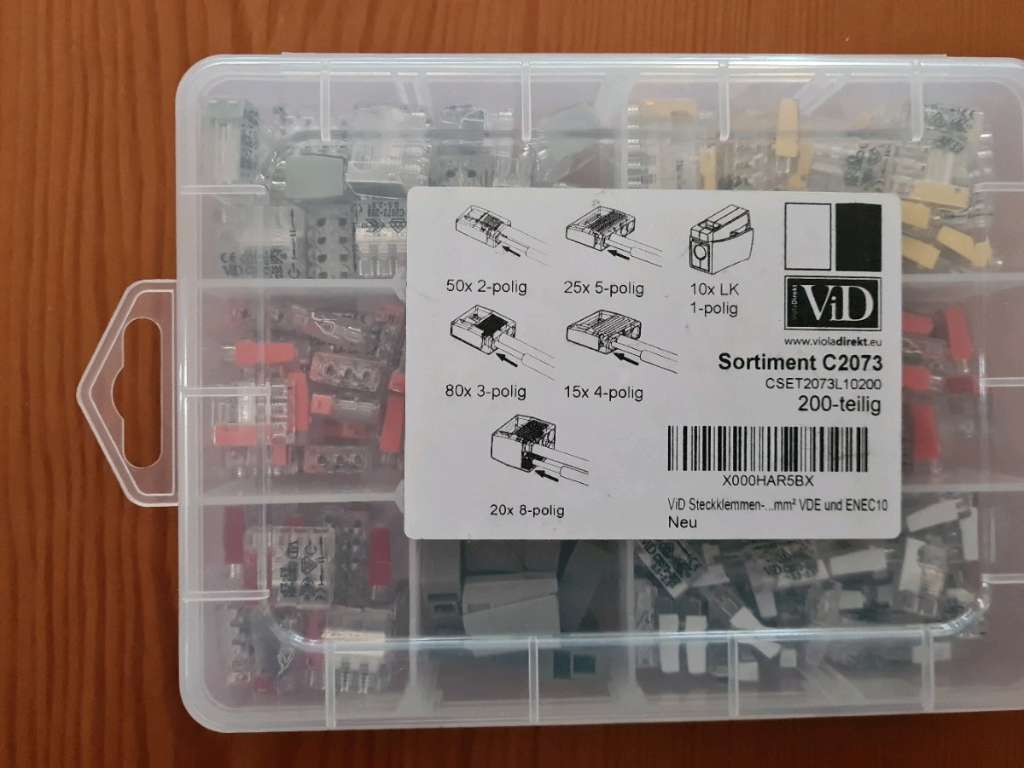 50x 2-polig
25x 5-polig
10x LK
1-polig
80x 3-polig
15x 4-polig
20x 8-polig
ViD
www.violadirekt.eu
Sortiment C2073
CSET2073L10200
200-teilig
X000HAR5BX
ViD Steckklemmen-...mm² VDE und ENEC10
Neu